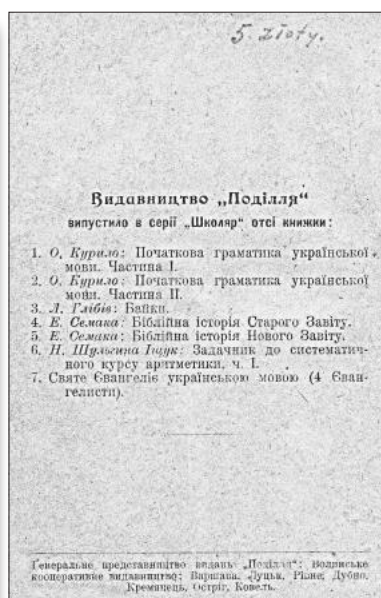 5. złoty.
Видавництво „Поділля“
випустило в серії „Школяр“ отсі книжки:
1. О. Курило: Початкова граматика української
мови. Частина I.
2. О. Курило: Початкова граматика української
мови. Частина II.
3. Л. Глібів: Байки.
4. Е. Семака: Біблійна історія Старого Завіту.
5. Е. Семака: Біблійна історія Нового Завіту.
6. Н. Шульгина Іщук: Задачник до систематич-
ного курсу аритметики. ч. I.
7. Святе Євангеліє українською мовою (4 Єван-
гелисти).
Генеральне представництво видань „Поділля“: Волинське
кооперативне видавництво: Варшава, Луцьк, Рівне, Дубно,
Кремінець, Остріг, Ковель.